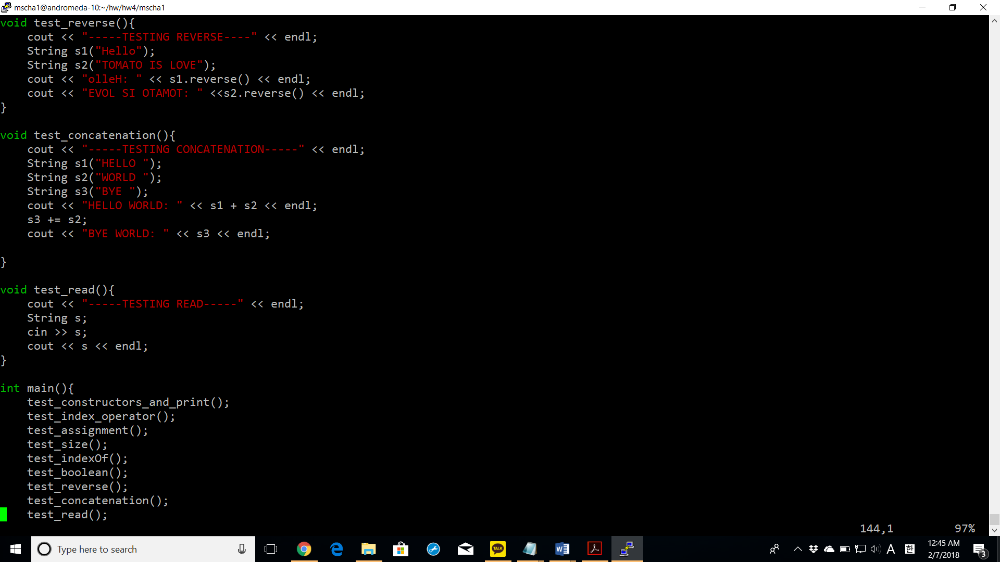 mscha1@andromeda-10:~/hw/hw4/mscha1
void test_reverse(){
    cout << "-----TESTING REVERSE----" << endl;
    String s1("Hello");
    String s2("TOMATO IS LOVE");
    cout << "olleH: " << s1.reverse() << endl;
    cout << "EVOL SI OTAMOT: " <<s2.reverse() << endl;
}

void test_concatenation(){
    cout << "-----TESTING CONCATENATION-----" << endl;
    String s1("HELLO ");
    String s2("WORLD ");
    String s3("BYE ");
    cout << "HELLO WORLD: " << s1 + s2 << endl;
    s3 += s2;
    cout << "BYE WORLD: " << s3 << endl;

}

void test_read(){
    cout << "-----TESTING READ-----" << endl;
    String s;
    cin >> s;
    cout << s << endl;
}

int main(){
    test_constructors_and_print();
    test_index_operator();
    test_assignment();
    test_size();
    test_indexOf();
    test_boolean();
    test_reverse();
    test_concatenation();
    test_read();
144,1 97%
Type here to search
TALK
A 한
12:45 AM
2/7/2018
3